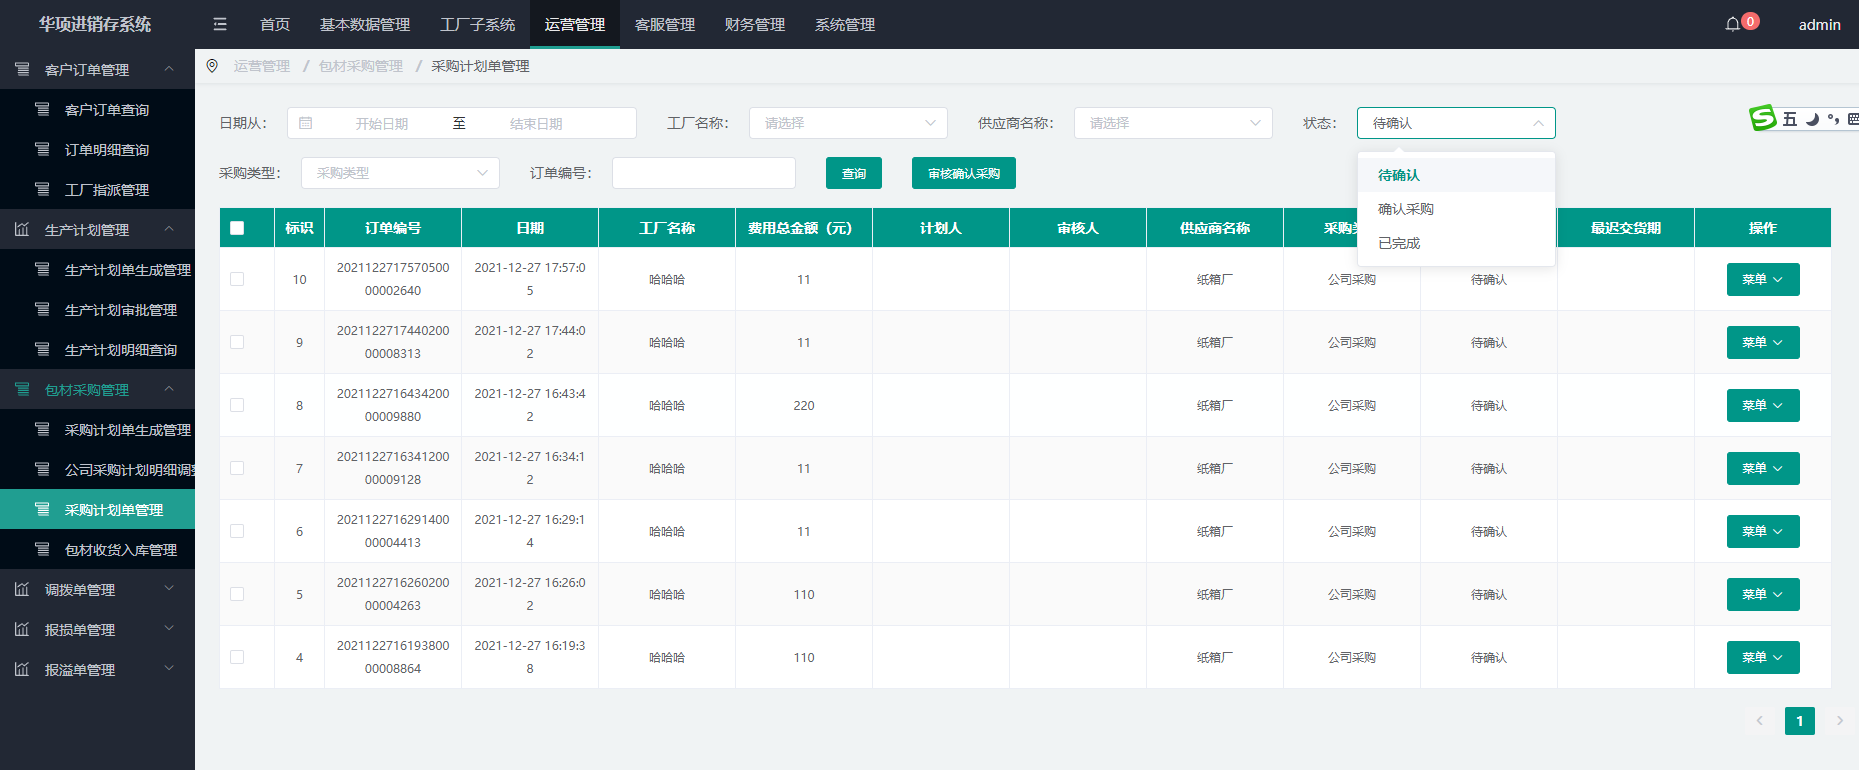 华项进销存系统
首页 基本数据管理 工厂子系统 运营管理 客服管理 财务管理 系统管理
0 admin
客户订单管理
客户订单查询
订单明细查询
工厂指派管理
生产计划管理
生产计划单生成管理
生产计划审批管理
生产计划明细查询
包材采购管理
采购计划单生成管理
公司采购计划明细调
采购计划单管理
包材收货入库管理
调拨单管理
报损单管理
报溢单管理
运营管理 / 包材采购管理 / 采购计划单管理
日期从： 开始日期 至 结束日期 工厂名称： 请选择 供应商名称： 请选择 状态： 待确认
采购类型： 采购类型 订单编号： 查询 审核确认采购
待确认
确认采购
已完成
S 五
标识 订单编号 日期 工厂名称 费用总金额（元） 计划人 审核人 供应商名称 采购 最迟交货期 操作
10 2021122717570500 2021-12-27 17:57:0 哈哈哈 11 纸箱厂 公司采购 待确认 菜单
00002640 5
9 2021122717440200 2021-12-27 17:44:0 哈哈哈 11 纸箱厂 公司采购 待确认 菜单
00008313 2
8 2021122716434200 2021-12-27 16:43:4 哈哈哈 220 纸箱厂 公司采购 待确认 菜单
00009880 2
7 2021122716341200 2021-12-27 16:34:1 哈哈哈 11 纸箱厂 公司采购 待确认 菜单
00009128 2
6 2021122716291400 2021-12-27 16:29:1 哈哈哈 11 纸箱厂 公司采购 待确认 菜单
00004413 4
5 2021122716260200 2021-12-27 16:26:0 哈哈哈 110 纸箱厂 公司采购 待确认 菜单
00004263 2
4 2021122716193800 2021-12-27 16:19:3 哈哈哈 110 纸箱厂 公司采购 待确认 菜单
00008864 8
1